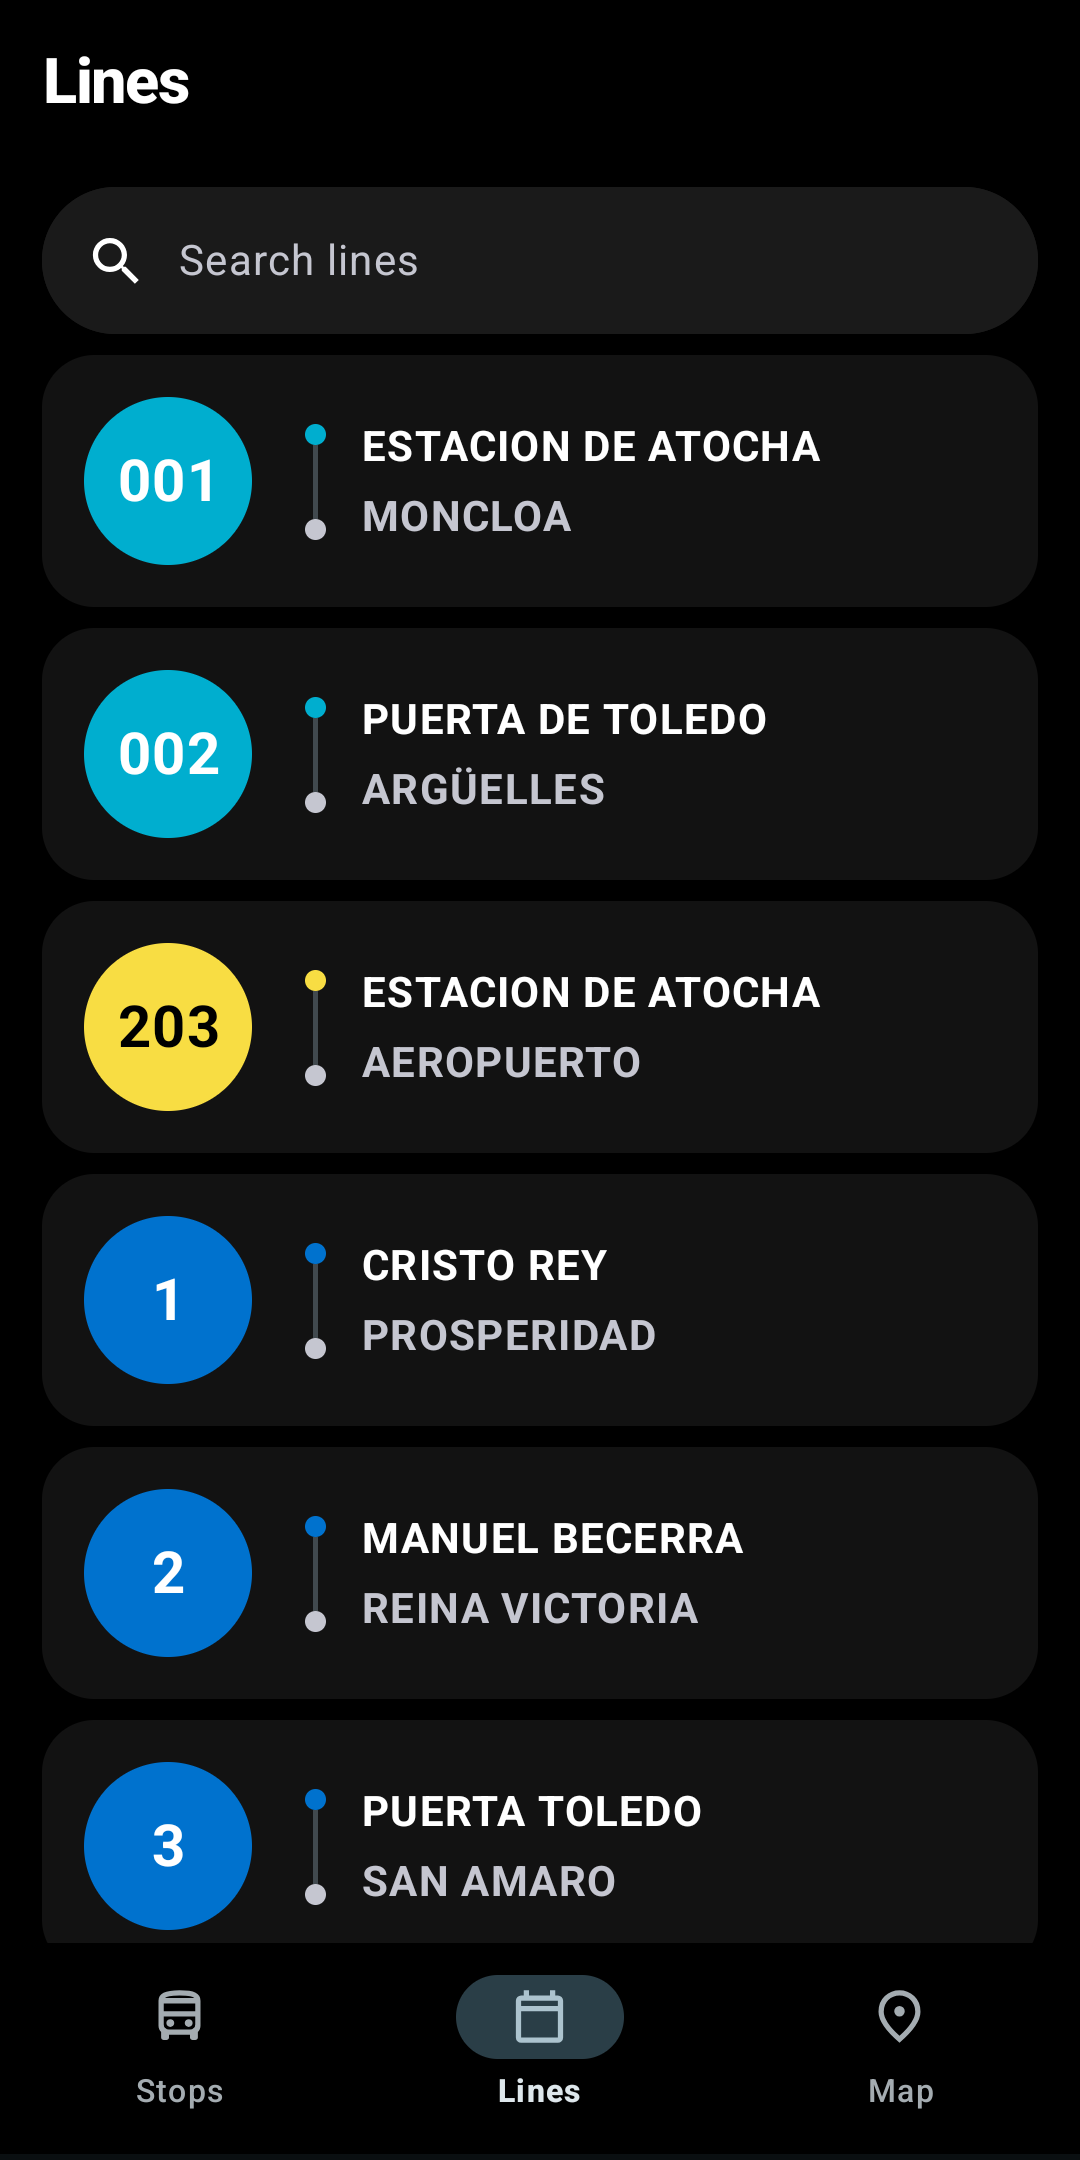 Lines
Search lines
001
ESTACION DE ATOCHA
MONCLOA
002
PUERTA DE TOLEDO
ARGÜELLES
203
ESTACION DE ATOCHA
AEROPUERTO
1
CRISTO REY
PROSPERIDAD
2
MANUEL BECERRA
REINA VICTORIA
3
PUERTA TOLEDO
SAN AMARO
Stops
Lines
Map